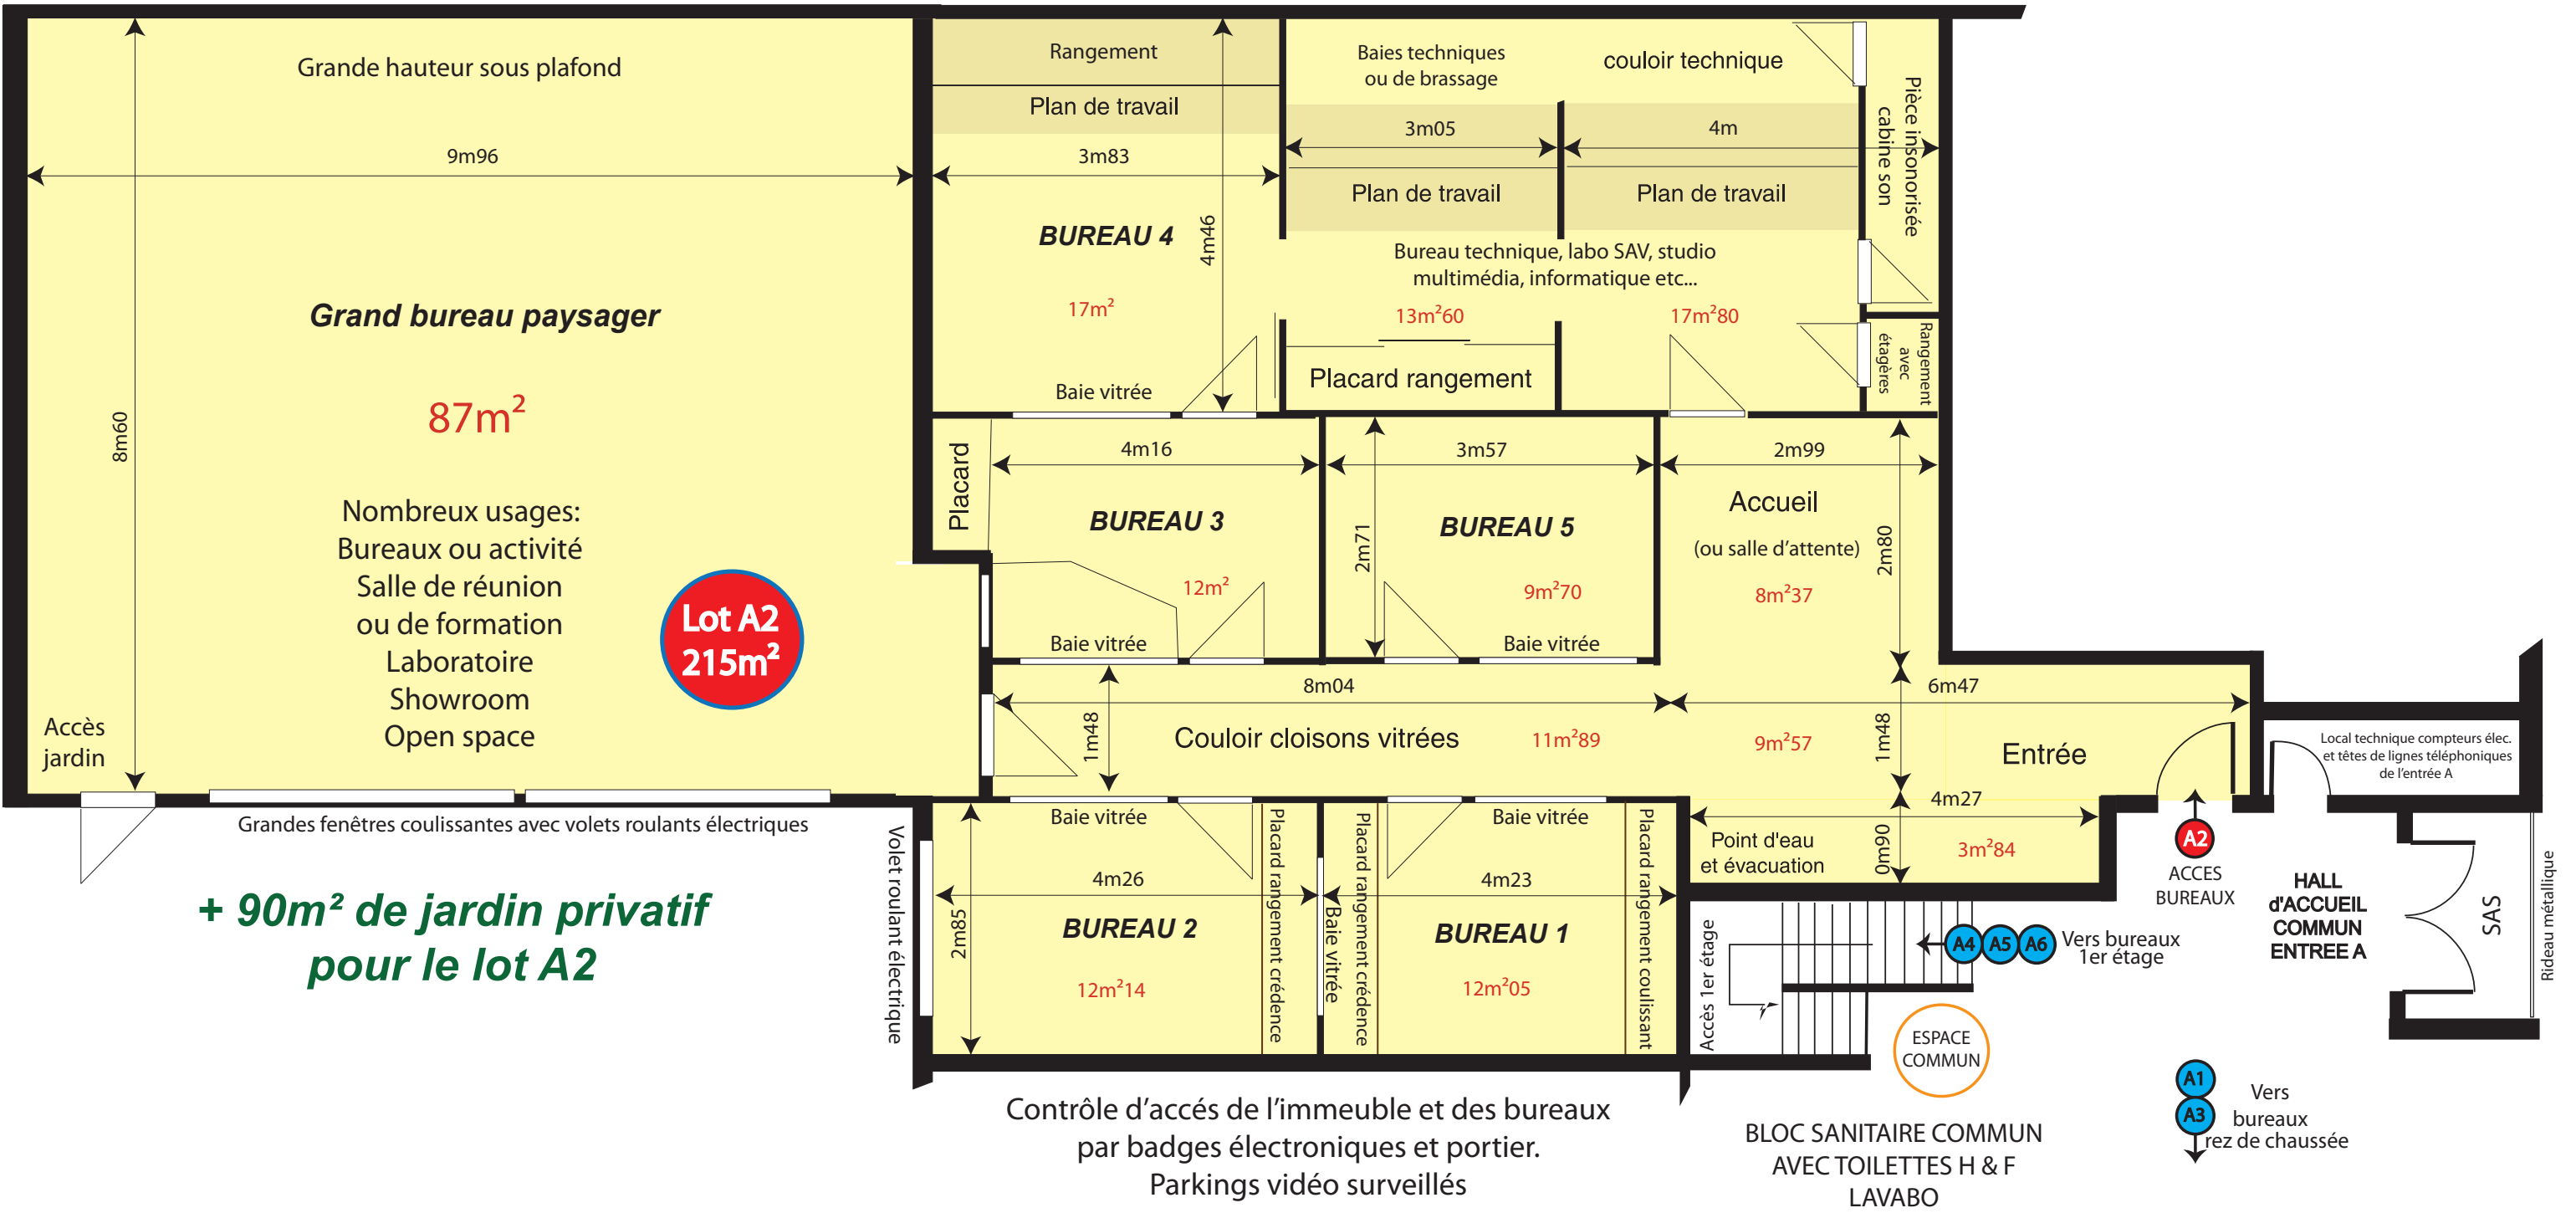 Grande hauteur sous plafond
9m96
8m60
Grand bureau paysager
87m²
Nombreux usages:
Bureaux ou activité
Salle de réunion
ou de formation
Laboratoire
Showroom
Open space
Lot A2
215m²
Accès
jardin
Grandes fenêtres coulissantes avec volets roulants électriques
+ 90m² de jardin privatif
pour le lot A2
Rangement
Plan de travail
3m83
4m46
BUREAU 4
17m²
Baie vitrée
Baies techniques
ou de brassage
couloir technique
3m05
4m
Plan de travail
Plan de travail
Bureau technique, labo SAV, studio
multimédia, informatique etc...
13m²60
17m²80
Placard rangement
Pièce insonorisée
cabine son
Rangement
avec
étagères
Placard
4m16
BUREAU 3
12m²
Baie vitrée
3m57
2m71
BUREAU 5
9m²70
Baie vitrée
2m99
Accueil
(ou salle d'attente)
2m80
8m²37
8m04
6m47
1m48
Couloir cloisons vitrées
11m²89
9m²57
1m48
Entrée
4m27
Point d'eau
et évacuation
0m90
3m²84
Local technique compteurs élec.
et têtes de lignes téléphoniques
de l'entrée A
Volet roulant électrique
Baie vitrée
4m26
2m85
BUREAU 2
12m²14
Placard rangement crédence
Baie vitrée
Placard rangement crédence
Baie vitrée
4m23
BUREAU 1
12m²05
Placard rangement coulissant
Accès 1er étage
A2
ACCES
BUREAUX
HALL
d'ACCUEIL
COMMUN
ENTREE A
SAS
Rideau métallique
A4 A5 A6
Vers bureaux
1er étage
ESPACE
COMMUN
A1
A3
Vers
bureaux
rez de chaussée
Contrôle d'accés de l'immeuble et des bureaux
par badges électroniques et portier.
Parkings vidéo surveillés
BLOC SANITAIRE COMMUN
AVEC TOILETTES H & F
LAVABO